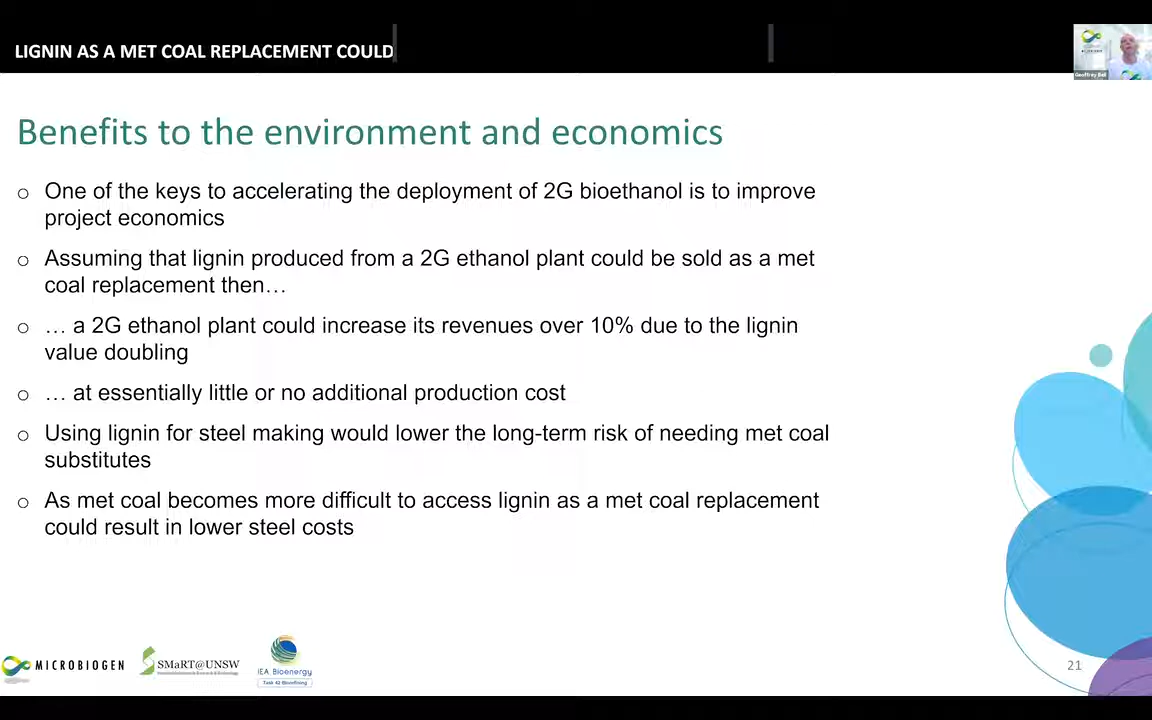 LIGNIN AS A MET COAL REPLACEMENT COULD
Geoffrey Bell
Benefits to the environment and economics
o One of the keys to accelerating the deployment of 2G bioethanol is to improve
project economics
o Assuming that lignin produced from a 2G ethanol plant could be sold as a met
coal replacement then…
o … a 2G ethanol plant could increase its revenues over 10% due to the lignin
value doubling
o … at essentially little or no additional production cost
o Using lignin for steel making would lower the long-term risk of needing met coal
substitutes
o As met coal becomes more difficult to access lignin as a met coal replacement
could result in lower steel costs
MICROBIOGEN
SMaRT@UNSW
IEA Bioenergy
Task 42 Biorefining
21